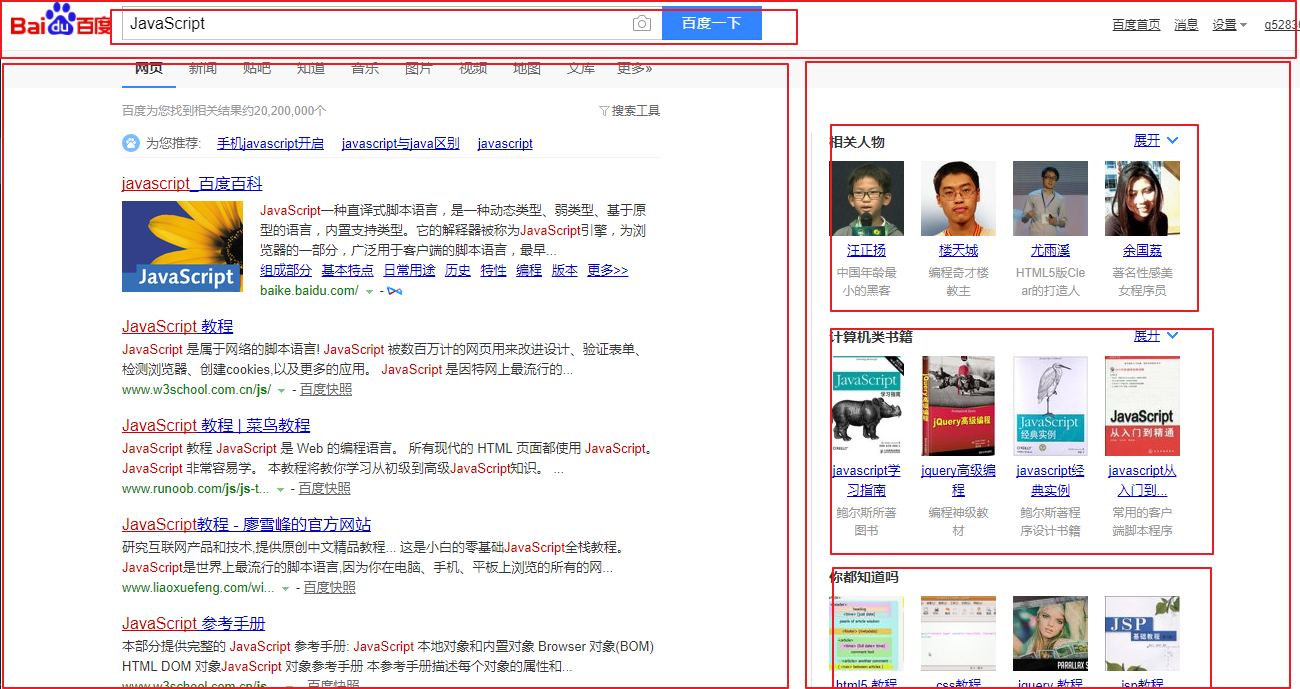 Bai du 百度
JavaScript
百度一下
百度首页 消息 设置
网页 新闻 贴吧 知道 音乐 图片 视频 地图 文库 更多»
百度为您找到相关结果约20,200,000个
搜索工具
为您推荐: 手机javascript开启 javascript与java区别 javascript
javascript_百度百科
JavaScript
JavaScript一种直译式脚本语言，是一种动态类型、弱类型、基于原
型的语言，内置支持类型。它的解释器被称为JavaScript引擎，为浏
览器的一部分，广泛用于客户端的脚本语言，最早...
组成部分 基本特点 日常用途 历史 特性 编程 版本 更多>>
baike.baidu.com/ -
JavaScript 教程
JavaScript 是属于网络的脚本语言! JavaScript 被数百万计的网页用来改进设计、验证表单、
检测浏览器、创建cookies,以及更多的应用。 JavaScript 是因特网上最流行的...
www.w3school.com.cn/js/ - 百度快照
JavaScript 教程 | 菜鸟教程
JavaScript 教程 JavaScript 是 Web 的编程语言。 所有现代的 HTML 页面都使用 JavaScript。
JavaScript 非常容易学。 本教程将教你学习从初级到高级JavaScript知识。 ...
www.runoob.com/js/js-t... - 百度快照
JavaScript教程 - 廖雪峰的官方网站
研究互联网产品和技术,提供原创中文精品教程... 这是小白的零基础JavaScript全栈教程。
JavaScript是世界上最流行的脚本语言,因为你在电脑、手机、平板上浏览的所有的网...
www.liaoxuefeng.com/wi... - 百度快照
JavaScript 参考手册
本部分提供完整的 JavaScript 参考手册: JavaScript 本地对象和内置对象 Browser 对象(BOM)
HTML DOM 对象JavaScript 对象参考手册 本参考手册描述每个对象的属性和...
www.w3school.com.cn/js... - 百度快照
相关人物
展开
汪正扬 楼天城 尤雨溪 余国荔
中国年龄最 编程奇才楼 HTML5版Cle 著名性感美
小的黑客 教主 ar的打造人 女程序员
计算机类书籍
展开
JavaScript
学习指南
jQuery高级编程
JavaScript
经典实例
JavaScript
从入门到精通
javascript学 jquery高级编 javascript经 javascript从
习指南 程 典实例 入门到...
鲍尔斯所著 编程神级教 鲍尔斯著程 常用的客户
图书 材 序设计书籍 端脚本程序
你都知道吗
JSP
基础教程
PARALLAX S
html5 教程 css教程 jquery 教程 jsp教程